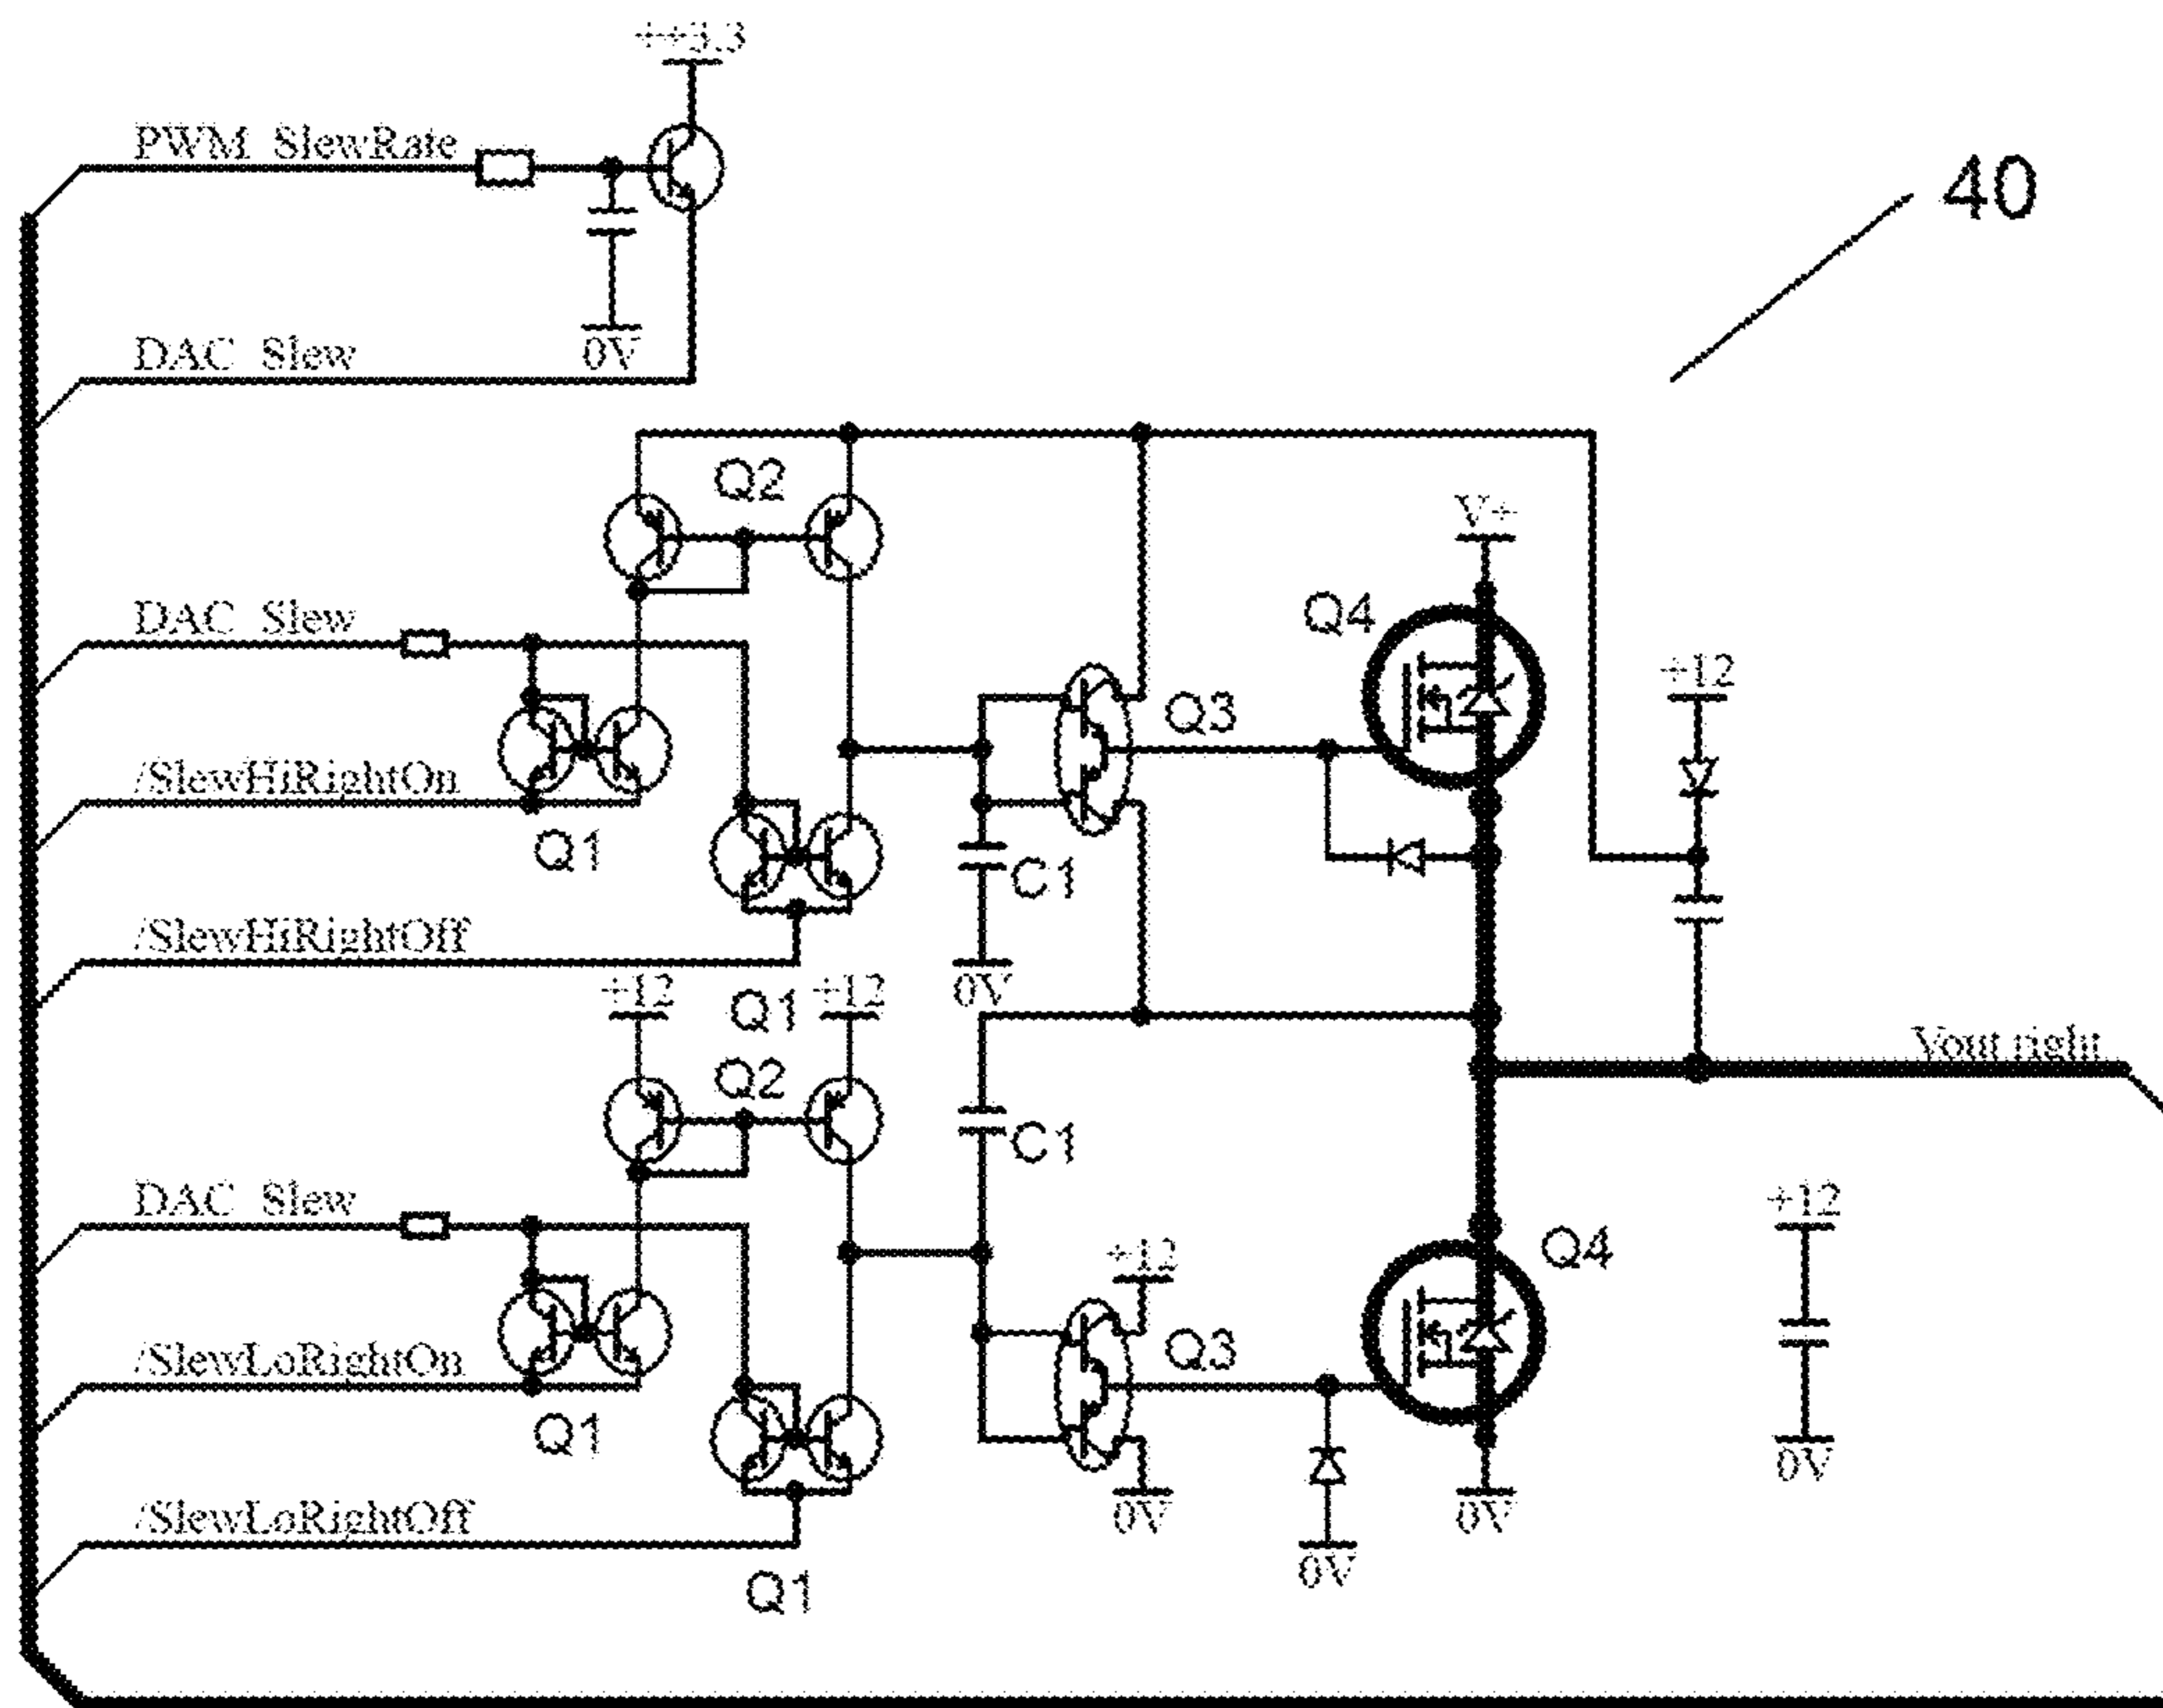 ++3.3
PWM SlewRate
40
DAC Slew
0V
Q2
V+
Q4
DAC Slew
+12
Q3
/SlewHiRightOn
Q1
C1
/SlewHiRightOff
+12
Q1
+12
0V
Vout right
Q2
C1
DAC Slew
+12
+12
Q4
Q3
/SlewLoRightOn
Q1
0V
/SlewLoRightOff
0V
0V
0V
Q1